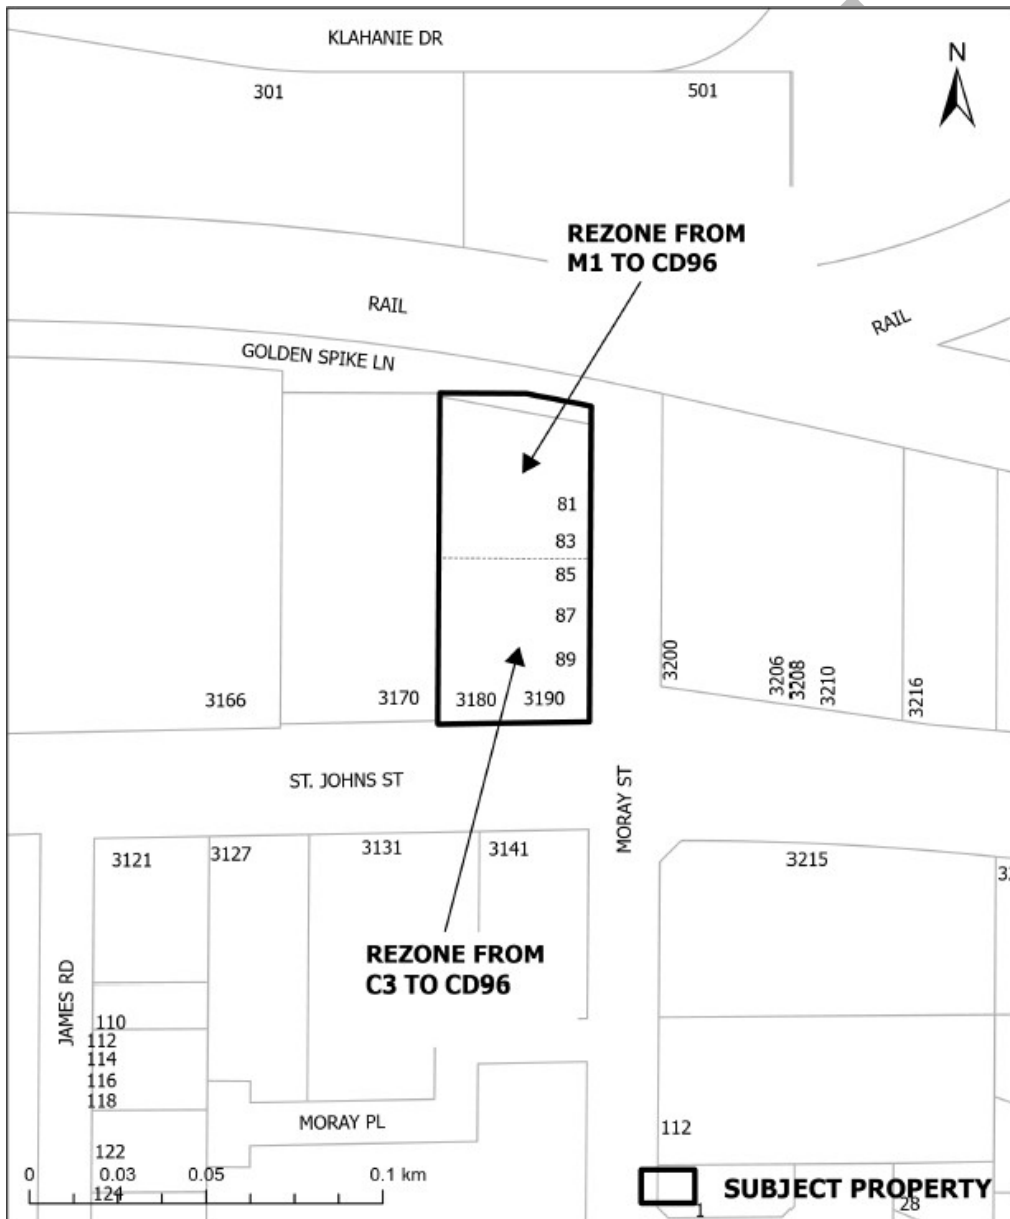 KLAHANIE DR
N
301
501
REZONE FROM
M1 TO CD96
RAIL
RAIL
GOLDEN SPIKE LN
81
83
85
87
89
3166
3170
3180
3190
3200
3206
3208
3210
3216
ST. JOHNS ST
MORAY ST
3121
3127
3131
3141
3215
REZONE FROM
C3 TO CD96
JAMES RD
110
112
114
116
118
MORAY PL
112
122
0 0.03 0.05 0.1 km
124
SUBJECT PROPERTY
1
28